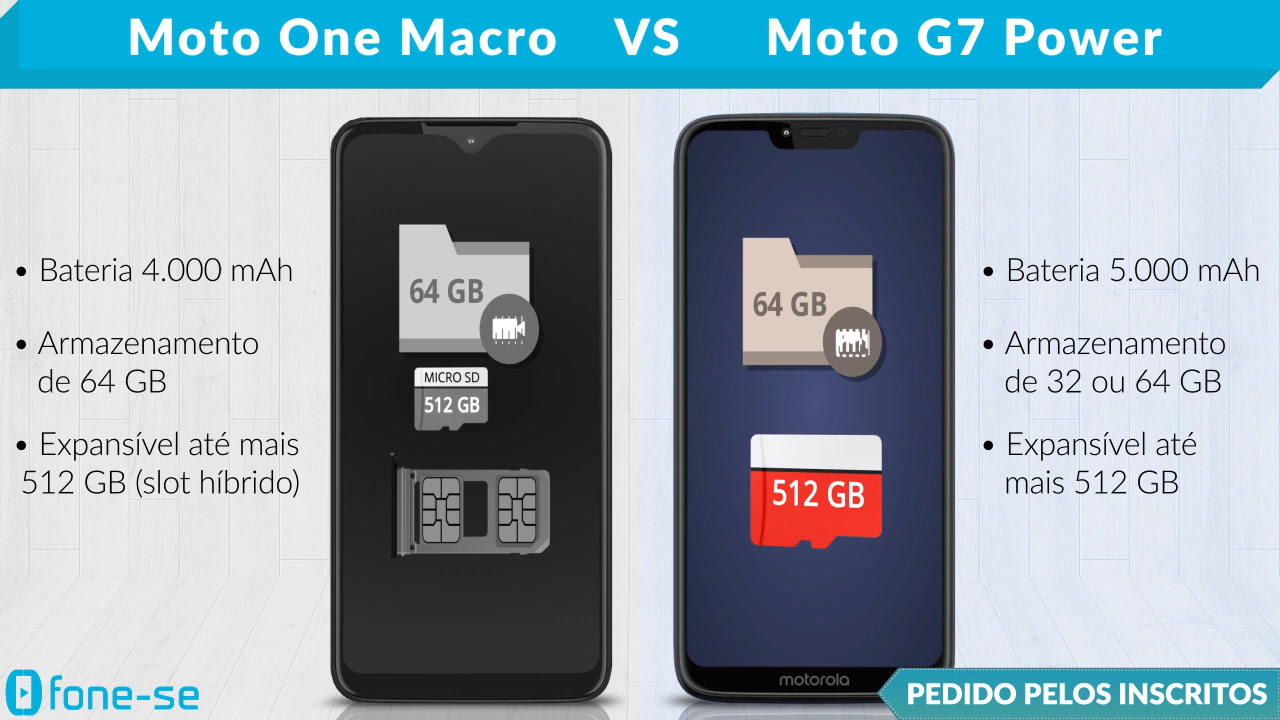 Moto One Macro VS Moto G7 Power
• Bateria 4.000 mAh
• Armazenamento
de 64 GB
• Expansível até mais
512 GB (slot híbrido)
64 GB
MICRO SD
512 GB
64 GB
512 GB
motorola
• Bateria 5.000 mAh
• Armazenamento
de 32 ou 64 GB
• Expansível até
mais 512 GB
fone-se
PEDIDO PELOS INSCRITOS